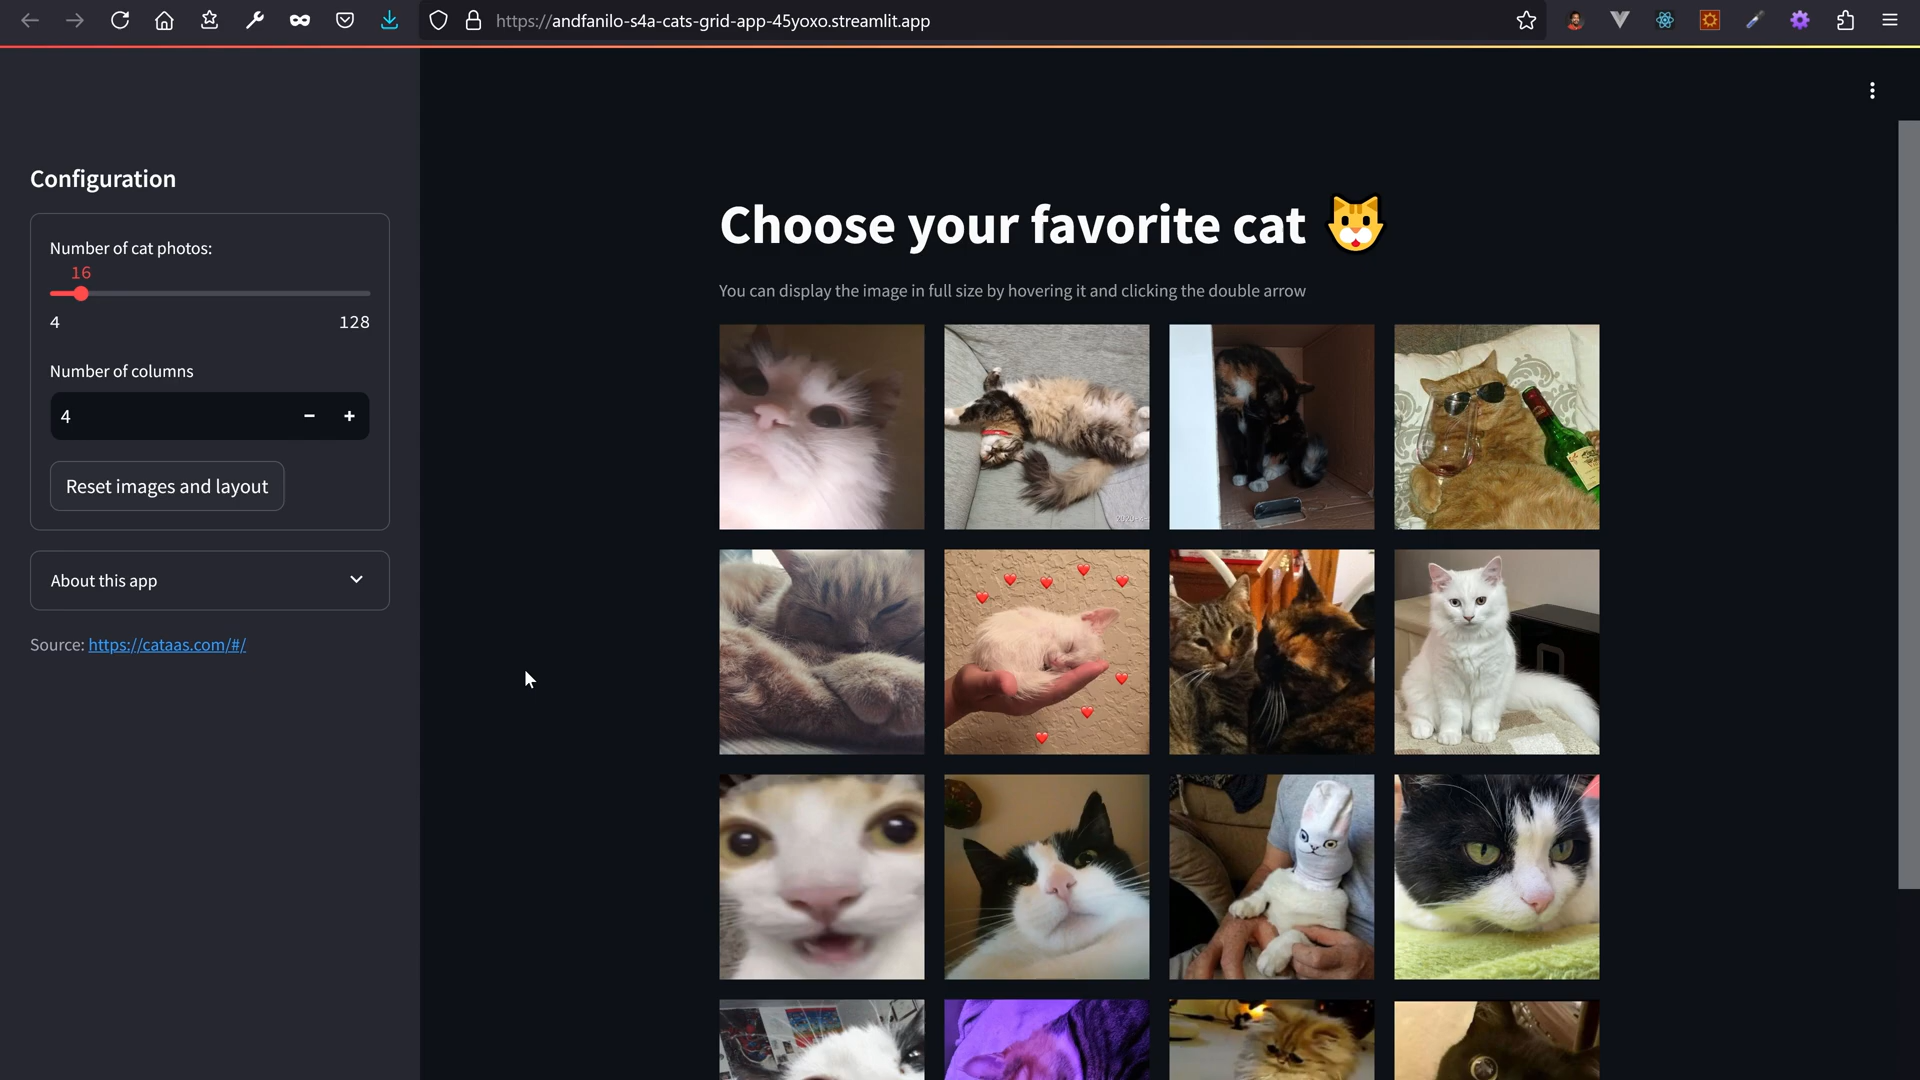 https://andfanilo-s4a-cats-grid-app-45yoxo.streamlit.app
Configuration
Number of cat photos:
16
4
128
Number of columns
4
Reset images and layout
About this app
Source: https://cataas.com/#/
Choose your favorite cat 🐱
You can display the image in full size by hovering it and clicking the double arrow